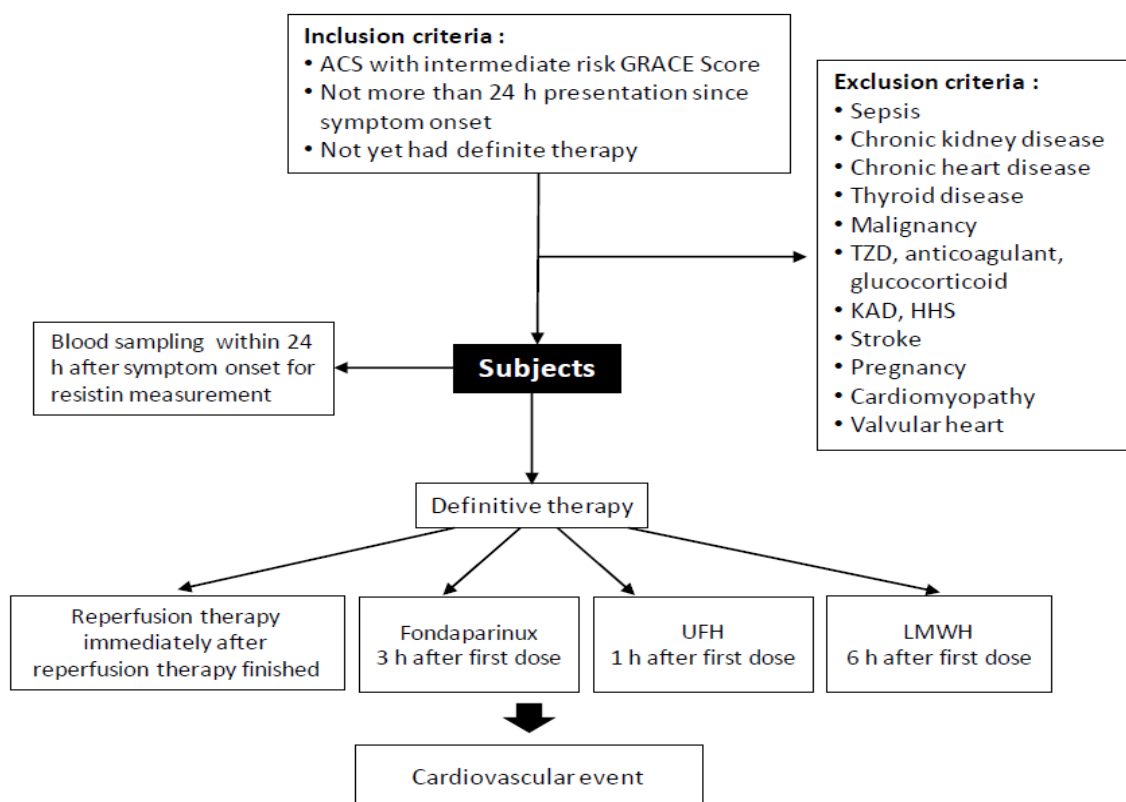 Inclusion criteria :
• ACS with intermediate risk GRACE Score
• Not more than 24 h presentation since
symptom onset
• Not yet had definite therapy
Exclusion criteria :
• Sepsis
• Chronic kidney disease
• Chronic heart disease
• Thyroid disease
• Malignancy
• TZD, anticoagulant,
glucocorticoid
• KAD, HHS
• Stroke
• Pregnancy
• Cardiomyopathy
• Valvular heart
Blood sampling within 24
h after symptom onset for
resistin measurement
Subjects
Definitive therapy
Reperfusion therapy
immediately after
reperfusion therapy finished
Fondaparinux
3 h after first dose
UFH
1 h after first dose
LMWH
6 h after first dose
Cardiovascular event